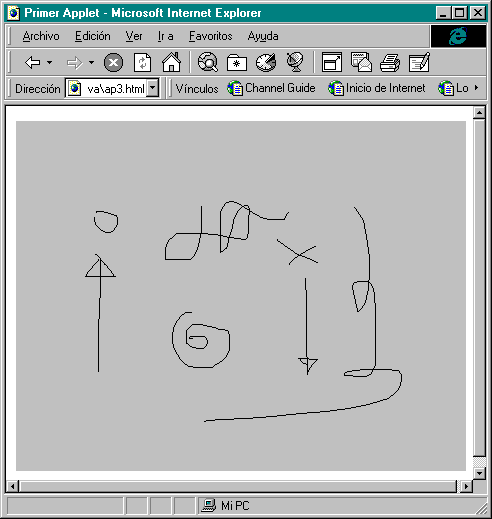 Primer Applet - Microsoft Internet Explorer
Archivo Edición Ver Ir a Favoritos Ayuda
Dirección va\ap3.html Vínculos Channel Guide Inicio de Internet Lo
Mi PC